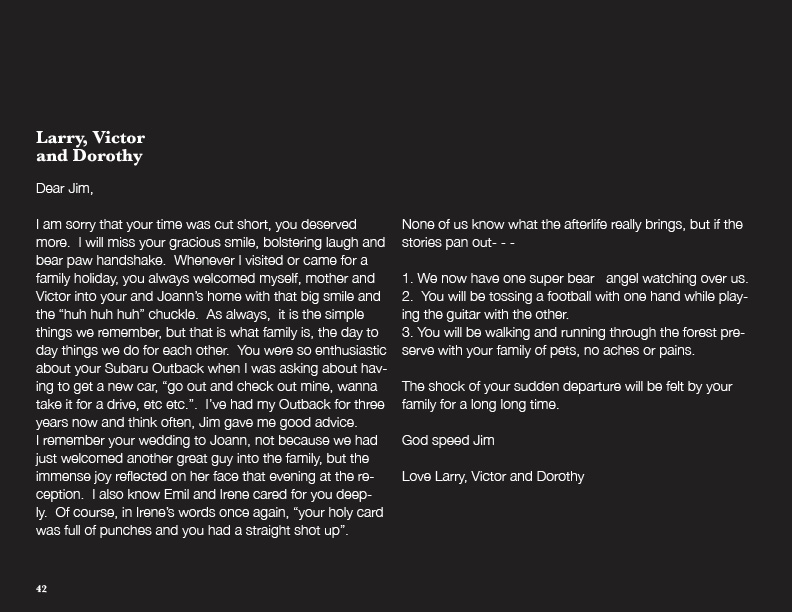 Larry, Victor
and Dorothy
Dear Jim,
I am sorry that your time was cut short, you deserved
more.  I will miss your gracious smile, bolstering laugh and
bear paw handshake.  Whenever I visited or came for a
family holiday, you always welcomed myself, mother and
Victor into your and Joann’s home with that big smile and
the “huh huh huh” chuckle.  As always,  it is the simple
things we remember, but that is what family is, the day to
day things we do for each other.  You were so enthusiastic
about your Subaru Outback when I was asking about hav-
ing to get a new car, “go out and check out mine, wanna
take it for a drive, etc etc.”.  I’ve had my Outback for three
years now and think often, Jim gave me good advice.
I remember your wedding to Joann, not because we had
just welcomed another great guy into the family, but the
immense joy reflected on her face that evening at the re-
ception.  I also know Emil and Irene cared for you deep-
ly.  Of course, in Irene’s words once again, “your holy card
was full of punches and you had a straight shot up”.
None of us know what the afterlife really brings, but if the
stories pan out- - -
1. We now have one super bear   angel watching over us.
2.  You will be tossing a football with one hand while play-
ing the guitar with the other.
3. You will be walking and running through the forest pre-
serve with your family of pets, no aches or pains.
The shock of your sudden departure will be felt by your
family for a long long time.
God speed Jim
Love Larry, Victor and Dorothy
42